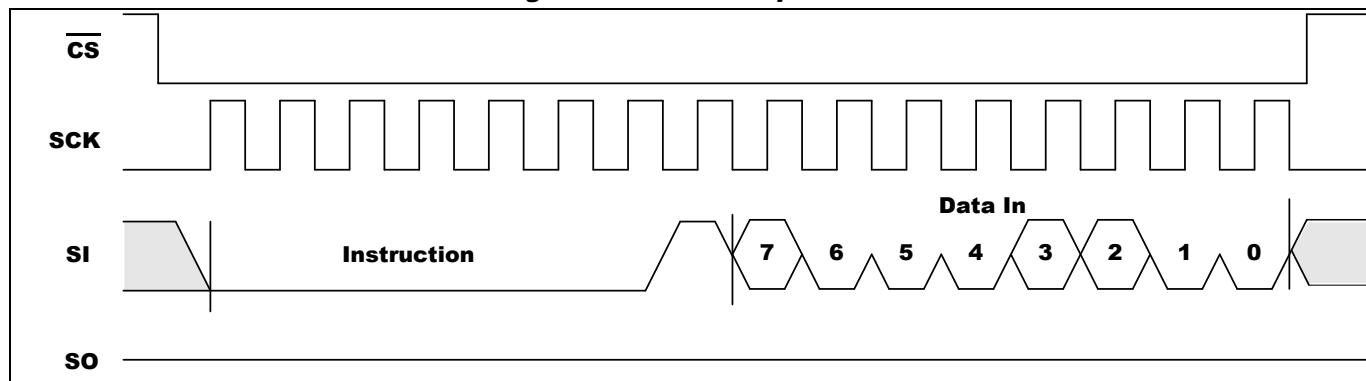 CS
SCK
Data In
SI Instruction 7 6 5 4 3 2 1 0
SO